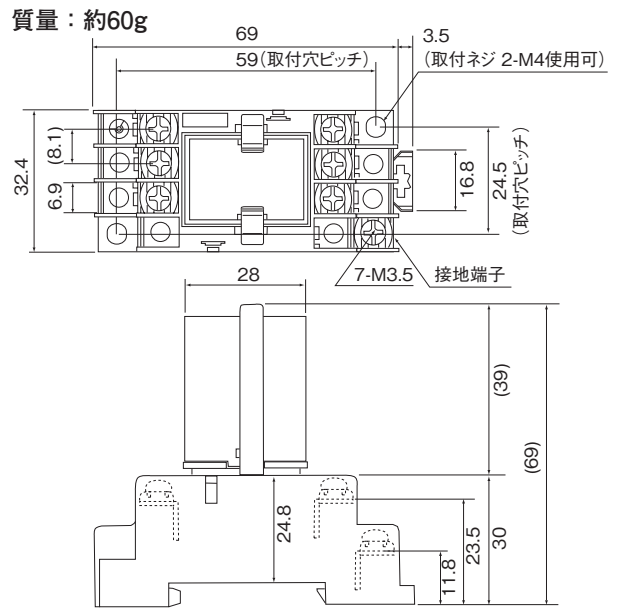 質量：約60g
69
3.5
59(取付穴ピッチ)
(取付ネジ 2-M4使用可)
32.4
(8.1)
6.9
16.8
24.5
(取付穴ピッチ)
28
7-M3.5
接地端子
(39)
(69)
24.8
11.8
23.5
30